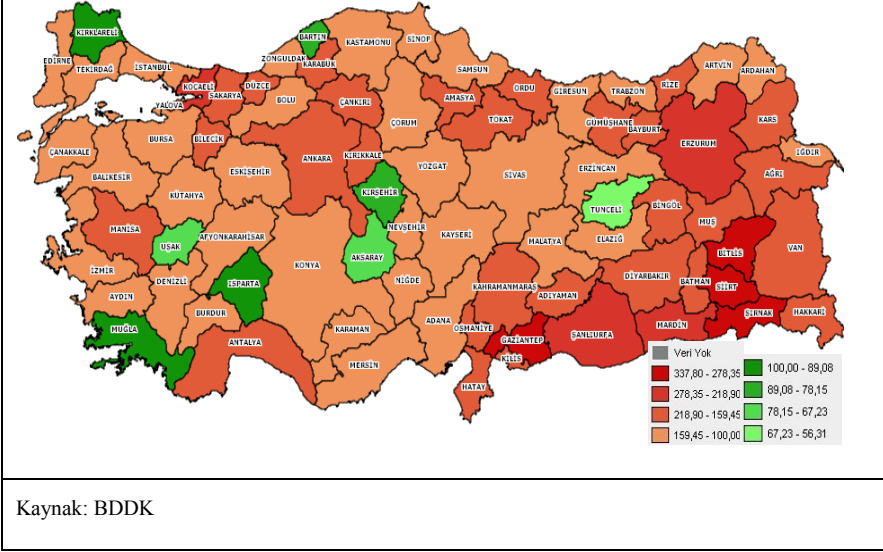 KIRKLARELİ
BARTIN
KASTAMONU
SİNOP
EDİRNE
TEKİRDAĞ
İSTANBUL
ZONGULDAK
KARABÜK
SAMSUN
ARTVİN
ARDAHAN
KOCAELİ
SAKARYA
DÜZCE
YALOVA
BOLU
ÇANKIRI
AMASYA
ORDU
GİRESUN
TRABZON
RİZE
TOKAT
ÇORUM
GÜMÜŞHANE
BAYBURT
KARS
BURSA
BİLECİK
ÇANAKKALE
ANKARA
KIRIKKALE
ERZURUM
IĞDIR
BALIKESİR
ESKİŞEHİR
YOZGAT
SİVAS
ERZİNCAN
AĞRI
KÜTAHYA
KIRŞEHİR
TUNCELİ
BİNGÖL
MUŞ
MANİSA
UŞAK
AFYONKARAHİSAR
NEVŞEHİR
KAYSERİ
MALATYA
ELAZIĞ
BİTLİS
VAN
İZMİR
DENİZLİ
ISPARTA
KONYA
AKSARAY
NİĞDE
KAHRAMANMARAŞ
DİYARBAKIR
BATMAN
SİİRT
AYDIN
BURDUR
ADIYAMAN
ŞIRNAK
HAKKARİ
MUĞLA
ANTALYA
KARAMAN
ADANA
OSMANİYE
GAZİANTEP
ŞANLIURFA
MARDİN
MERSİN
KİLİS
HATAY
Veri Yok
337,80 - 278,35
278,35 - 218,90
218,90 - 159,45
159,45 - 100,00
100,00 - 89,08
89,08 - 78,15
78,15 - 67,23
67,23 - 56,31
Kaynak: BDDK